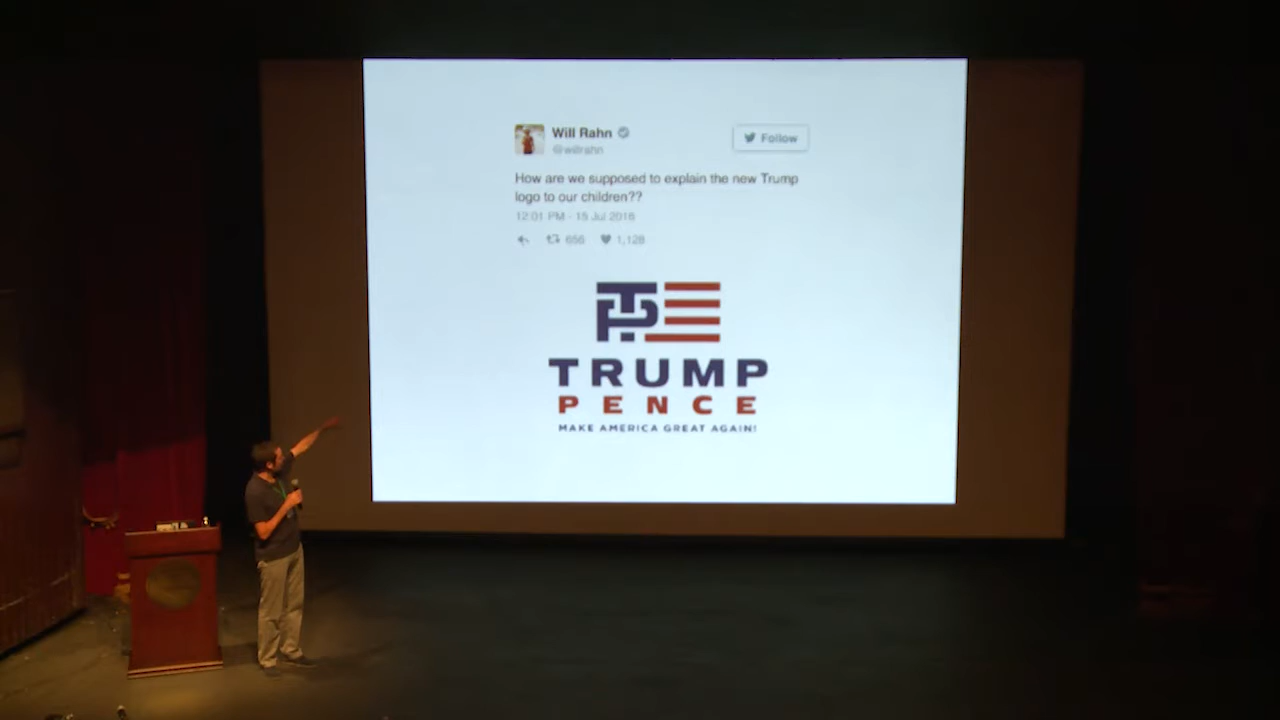 Will Rahn
@willrahn
Follow
How are we supposed to explain the new Trump
logo to our children??
12:01 PM - 15 Jul 2016
656 1,128
TP
TRUMP
PENCE
MAKE AMERICA GREAT AGAIN!